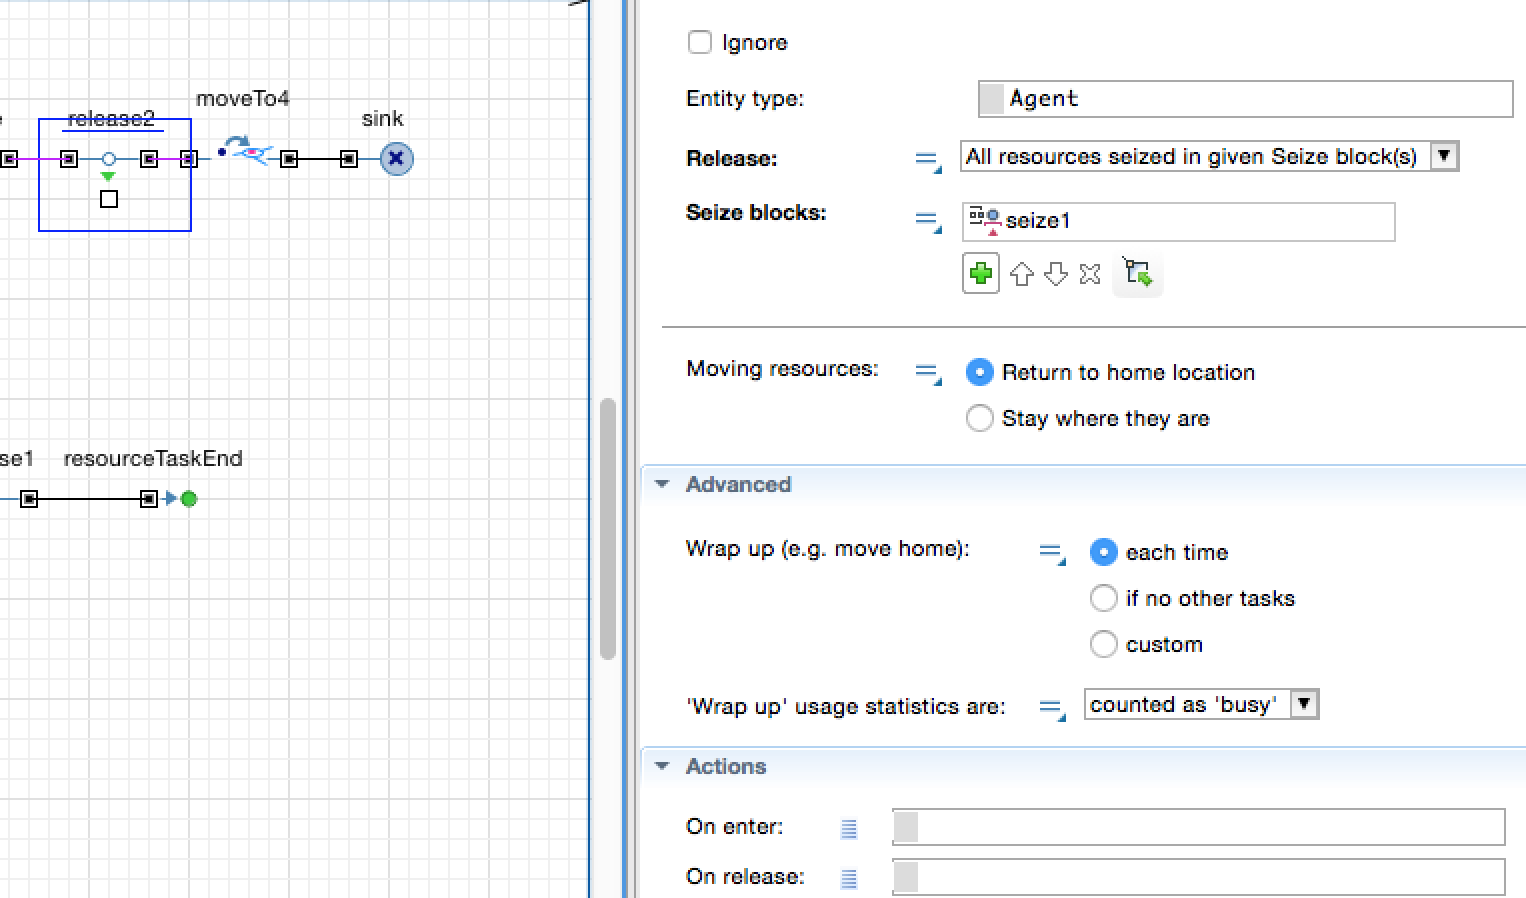 e
release2
moveTo4
sink
se1
resourceTaskEnd
Ignore
Entity type:
Agent
Release:
All resources seized in given Seize block(s)
Seize blocks:
seize1
Moving resources:
Return to home location
Stay where they are
Advanced
Wrap up (e.g. move home):
each time
if no other tasks
custom
'Wrap up' usage statistics are:
counted as 'busy'
Actions
On enter:
On release: